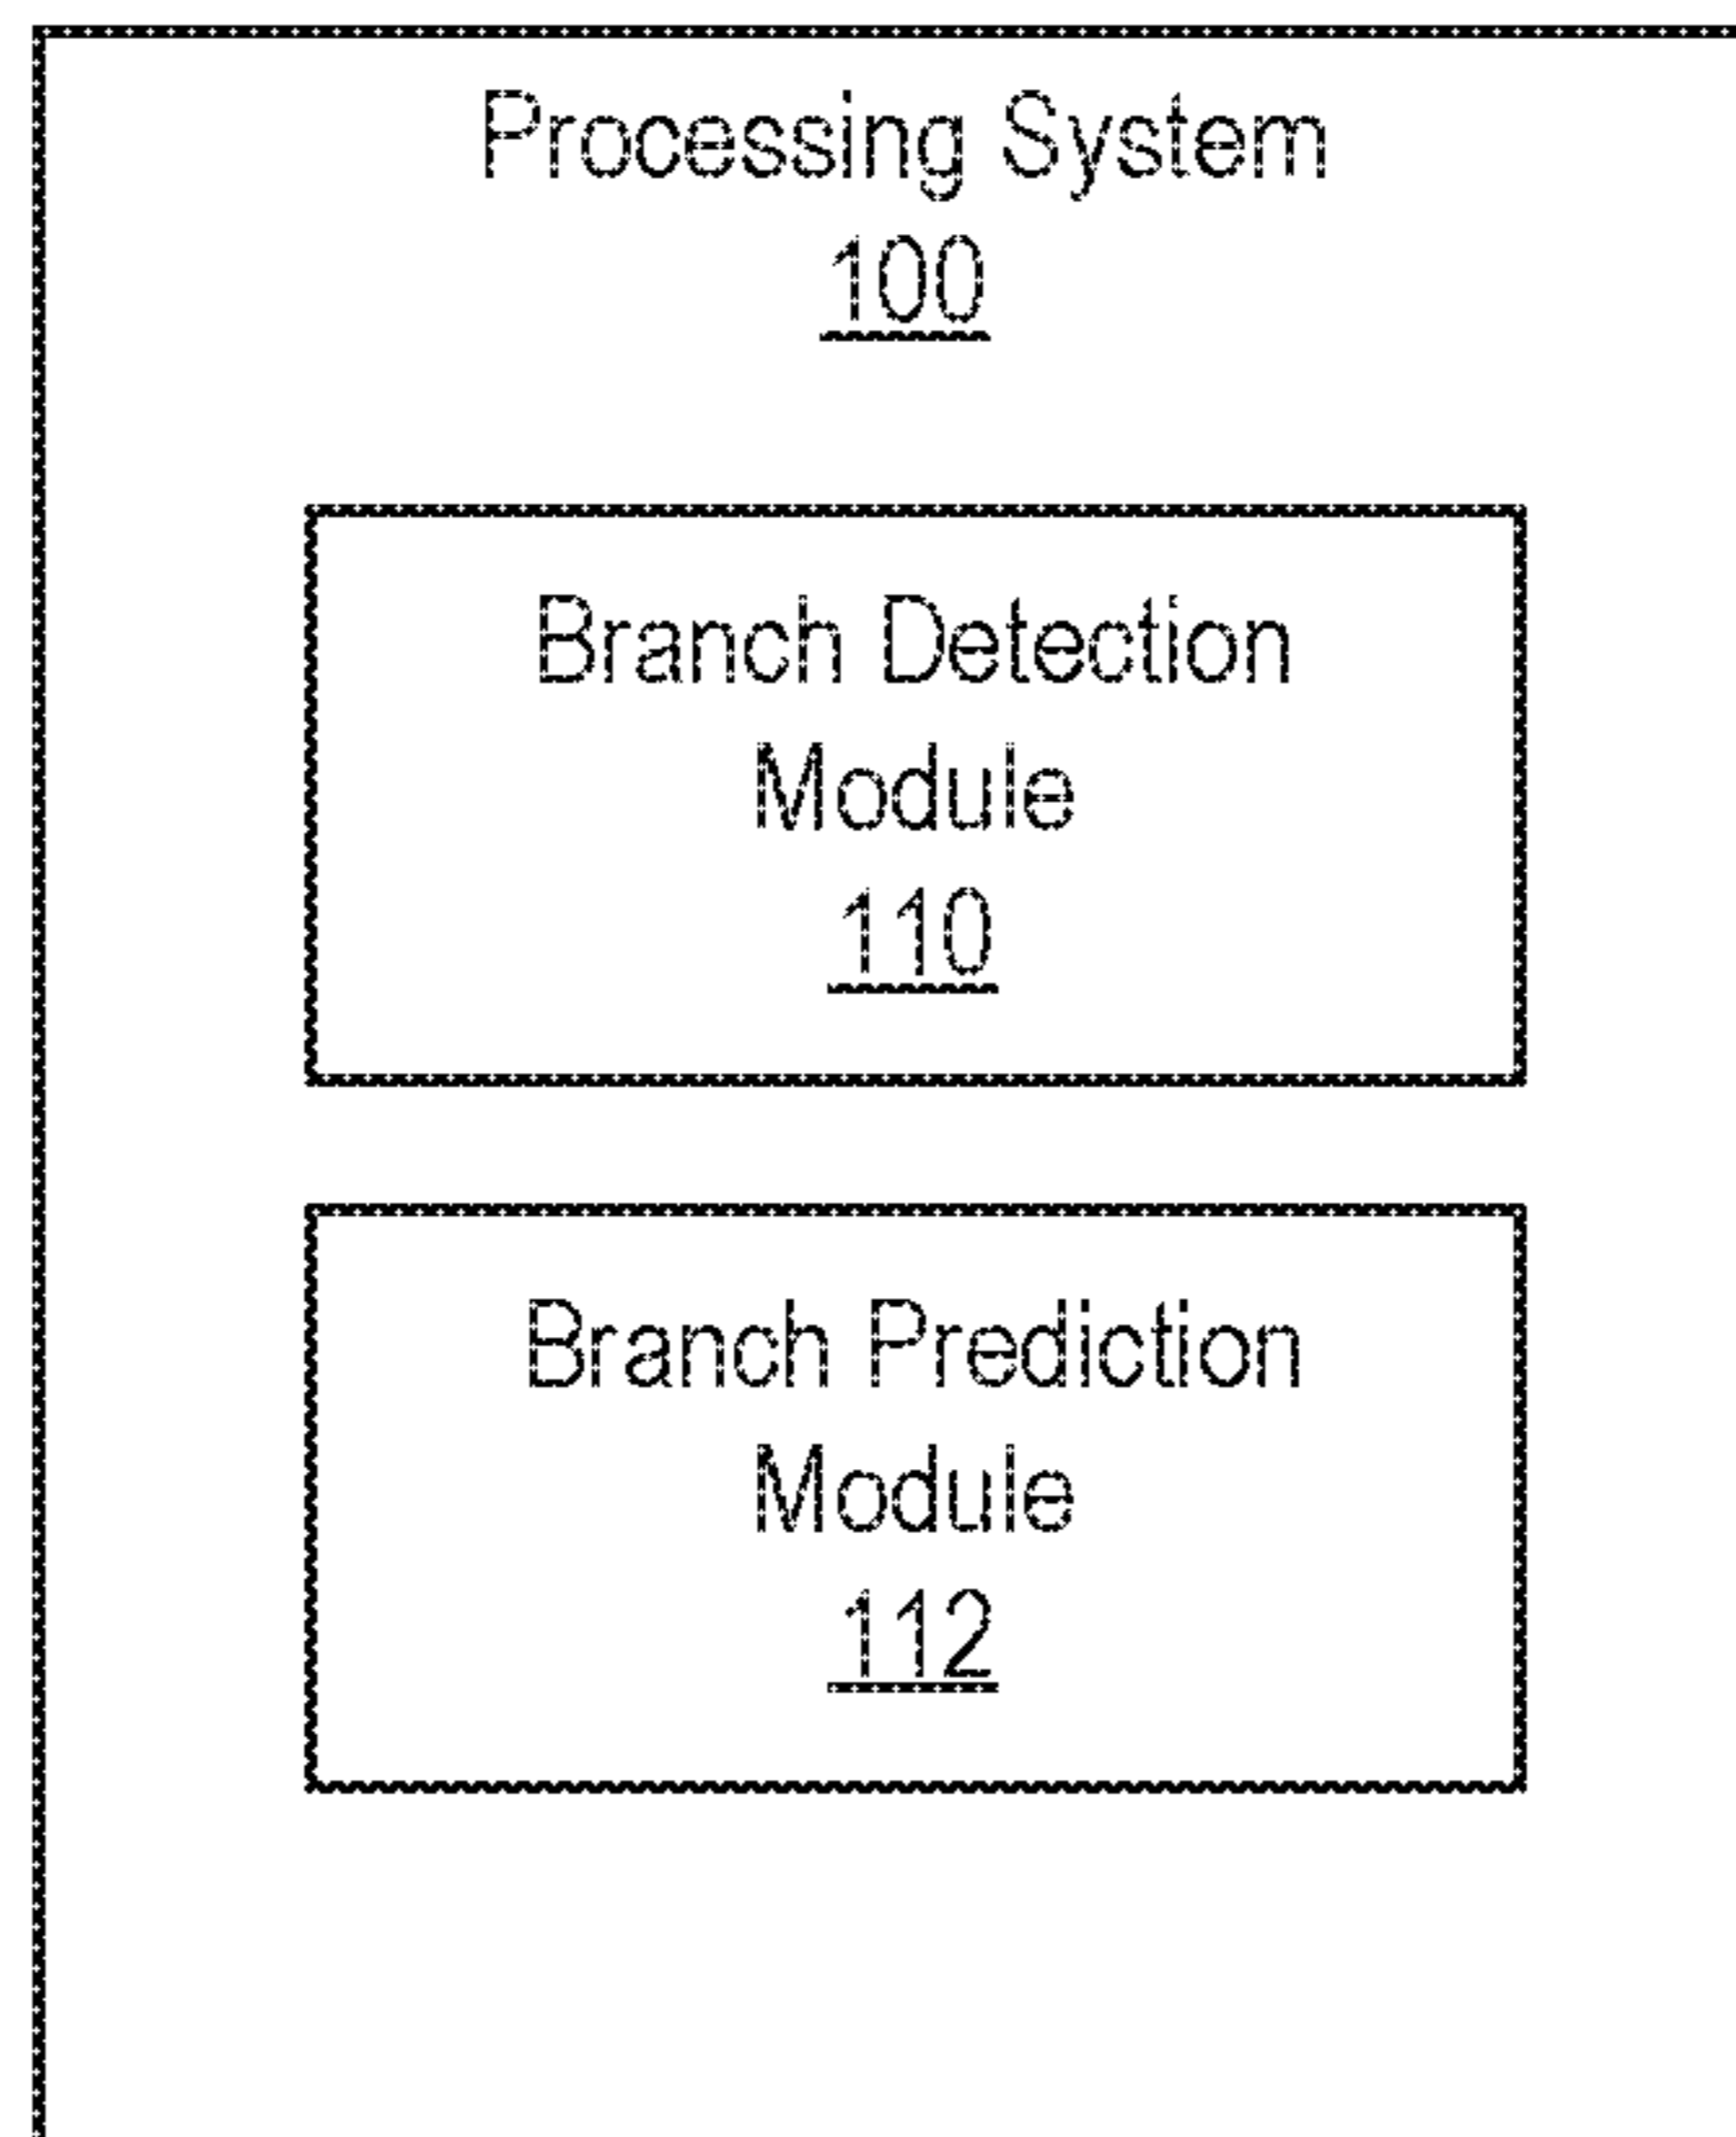 Processing System
100
Branch Detection
Module
110
Branch Prediction
Module
112